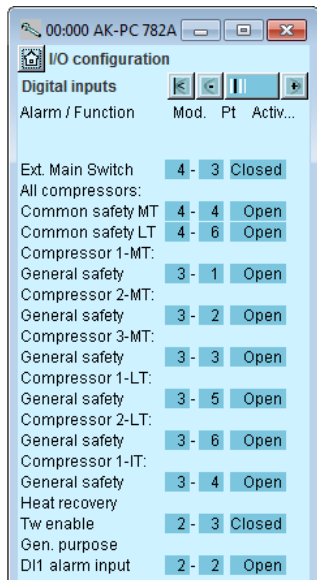 00:000 AK-PC 782A
I/O configuration
Digital inputs
Alarm / Function Mod. Pt Activ...
Ext. Main Switch 4 - 3 Closed
All compressors:
Common safety MT 4 - 4 Open
Common safety LT 4 - 6 Open
Compressor 1-MT:
General safety 3 - 1 Open
Compressor 2-MT:
General safety 3 - 2 Open
Compressor 3-MT:
General safety 3 - 3 Open
Compressor 1-LT:
General safety 3 - 5 Open
Compressor 2-LT:
General safety 3 - 6 Open
Compressor 1-IT:
General safety 3 - 4 Open
Heat recovery
Tw enable 2 - 3 Closed
Gen. purpose
DI1 alarm input 2 - 2 Open